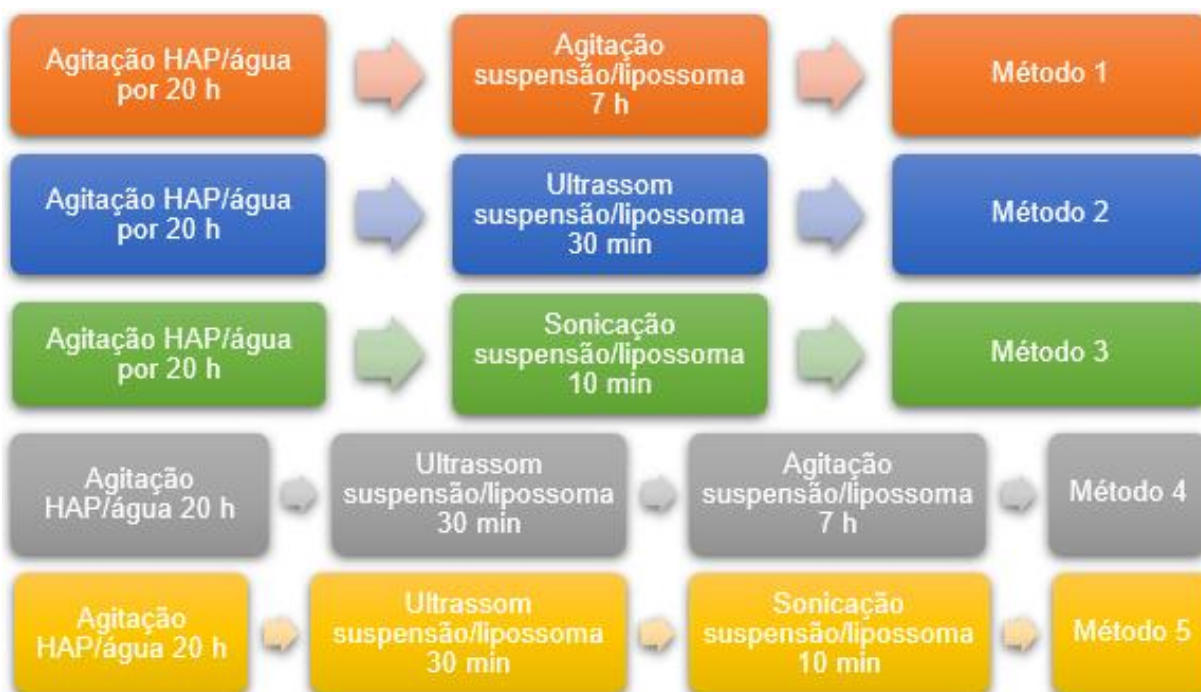 Agitação HAP/água
por 20 h
Agitação
suspensão/lipossoma
7 h
Método 1
Agitação HAP/água
por 20 h
Ultrassom
suspensão/lipossoma
30 min
Método 2
Agitação HAP/água
por 20 h
Sonicação
suspensão/lipossoma
10 min
Método 3
Agitação
HAP/água 20 h
Ultrassom
suspensão/lipossoma
30 min
Agitação
suspensão/lipossoma
7 h
Método 4
Agitação
HAP/água 20 h
Ultrassom
suspensão/lipossoma
30 min
Sonicação
suspensão/lipossoma
10 min
Método 5